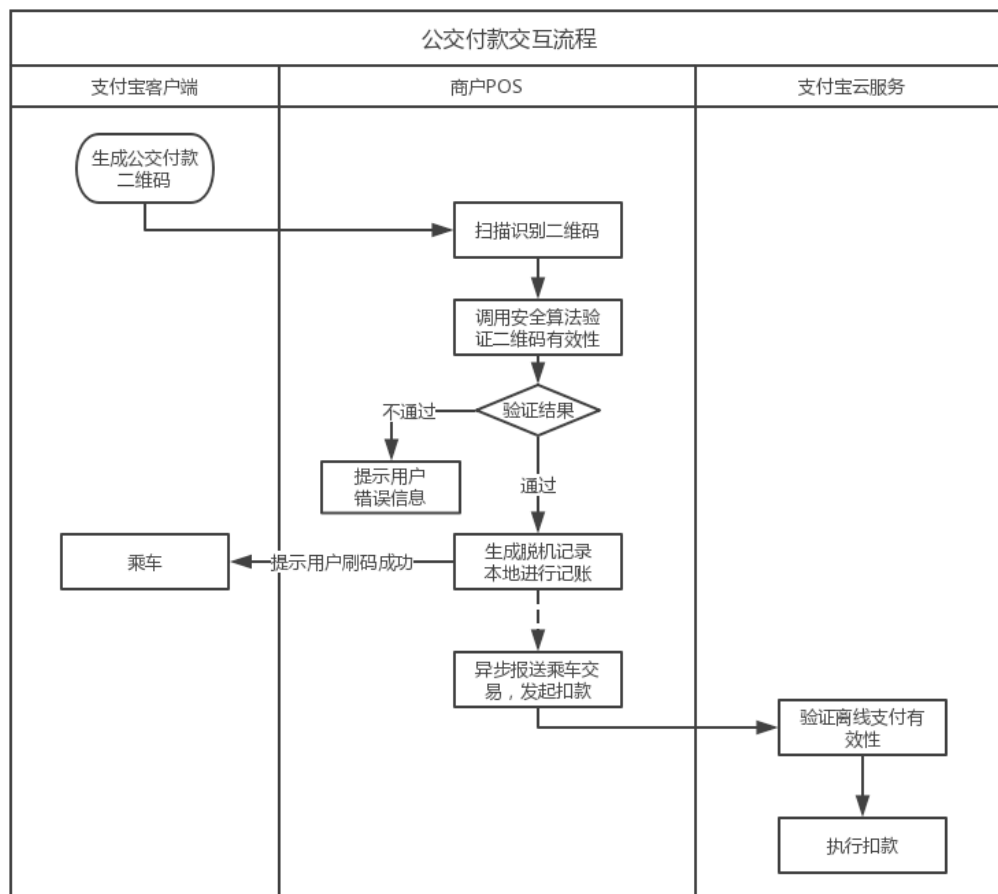 公交付款交互流程
支付宝客户端
商户POS
支付宝云服务
生成公交付款
二维码
扫描识别二维码
调用安全算法验
证二维码有效性
验证结果
不通过
提示用户
错误信息
通过
生成脱机记录
本地进行记账
提示用户刷码成功
乘车
异步报送乘车交
易，发起扣款
验证离线支付有
效性
执行扣款